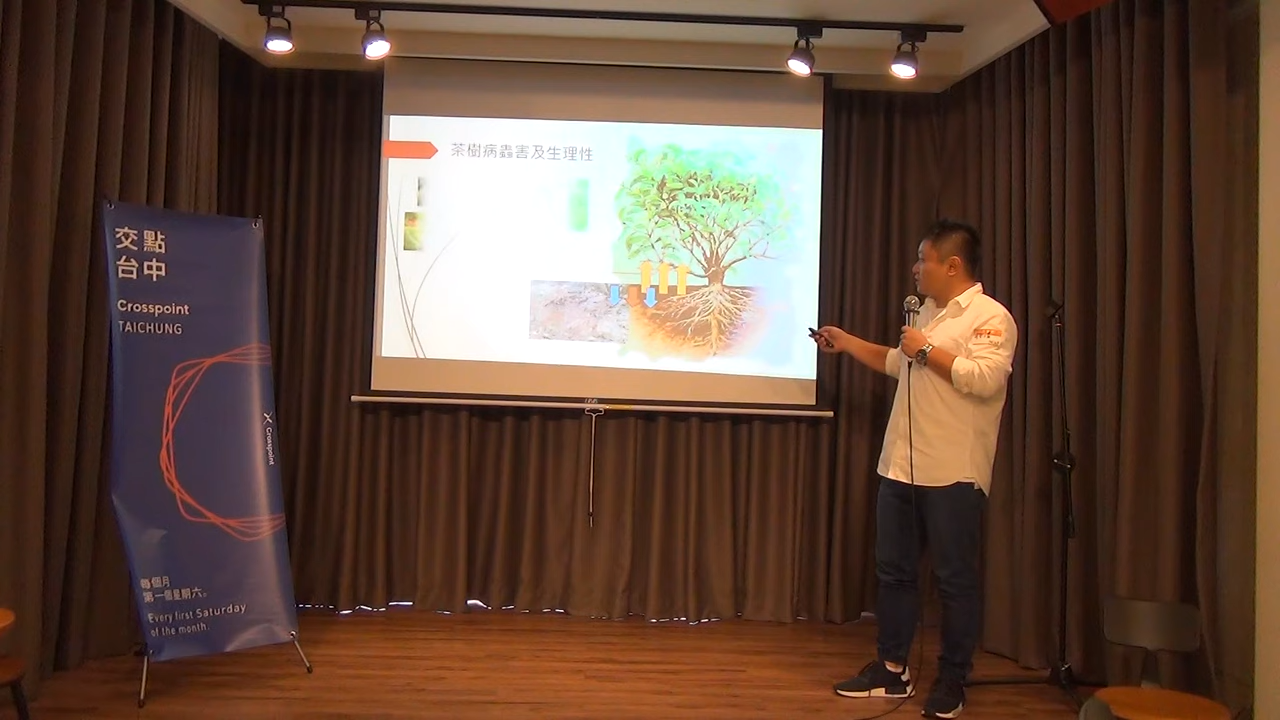 交點
台中
Crosspoint
TAICHUNG
Crosspoint
每個月
第一個星期六。
Every first Saturday
of the month.
茶樹病蟲害及生理性